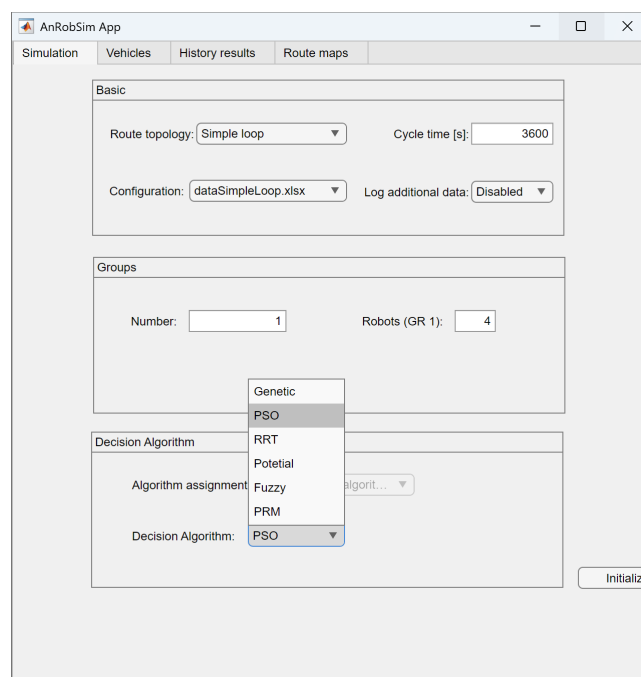 AnRobSim App
Simulation Vehicles History results Route maps
Basic
Route topology: Simple loop Cycle time [s]: 3600
Configuration: dataSimpleLoop.xlsx Log additional data: Disabled
Groups
Number: 1 Robots (GR 1): 4
Genetic
PSO
RRT
Decision Algorithm
Potetial
Algorithm assignment algorit...
Fuzzy
PRM
Decision Algorithm: PSO
Initializ